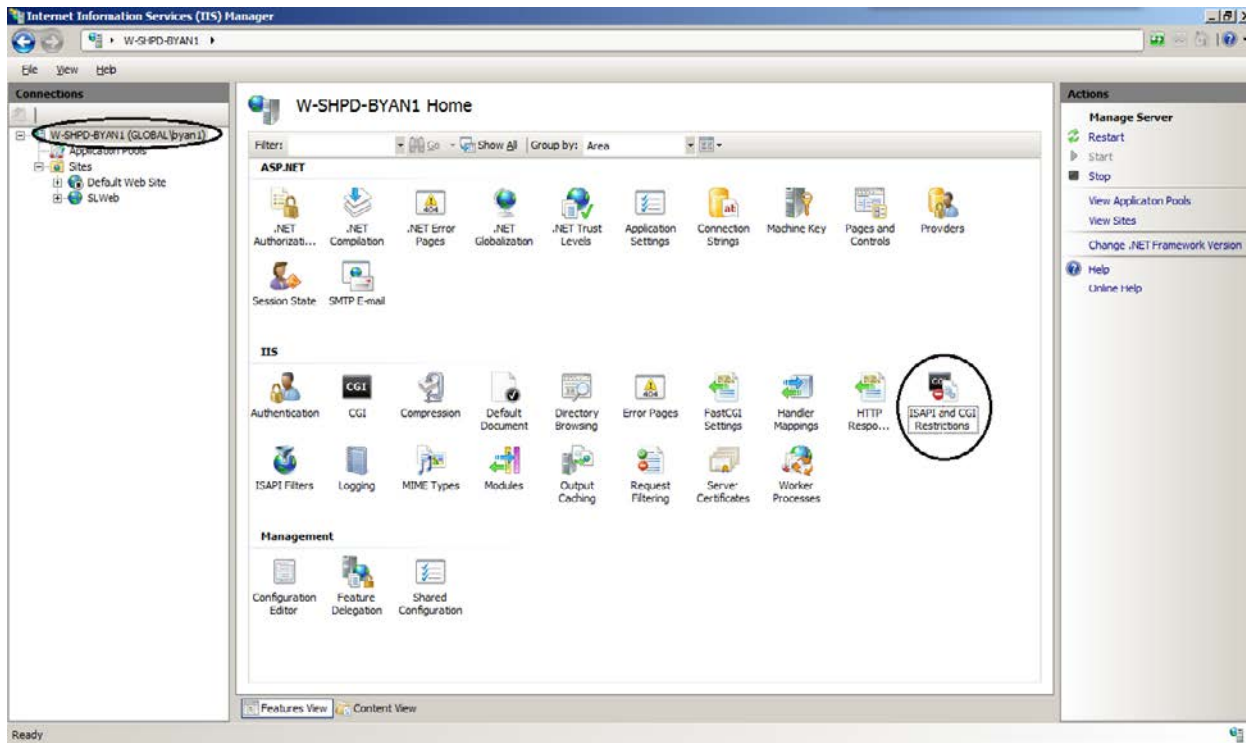 Internet Information Services (IIS) Manager
W-SHPD-BYAN1
File View Help
Connections
W-SHPD-BYAN1 (GLOBAL\byan1)
Application Pools
Sites
Default Web Site
SLWeb
W-SHPD-BYAN1 Home
Filter: Go Show All Group by: Area
ASP.NET
.NET Authorizati...
.NET Compilation
.NET Error Pages
.NET Globalization
.NET Trust Levels
Application Settings
Connection Strings
Machine Key
Pages and Controls
Providers
Session State
SMTP E-mail
IIS
Authentication
CGI
Compression
Default Document
Directory Browsing
Error Pages
FastCGI Settings
Handler Mappings
HTTP Respo...
ISAPI and CGI Restrictions
ISAPI Filters
Logging
MIME Types
Modules
Output Caching
Request Filtering
Server Certificates
Worker Processes
Management
Configuration Editor
Feature Delegation
Shared Configuration
Features View
Content View
Actions
Manage Server
Restart
Start
Stop
View Application Pools
View Sites
Change .NET Framework Version
Help
Online Help
Ready